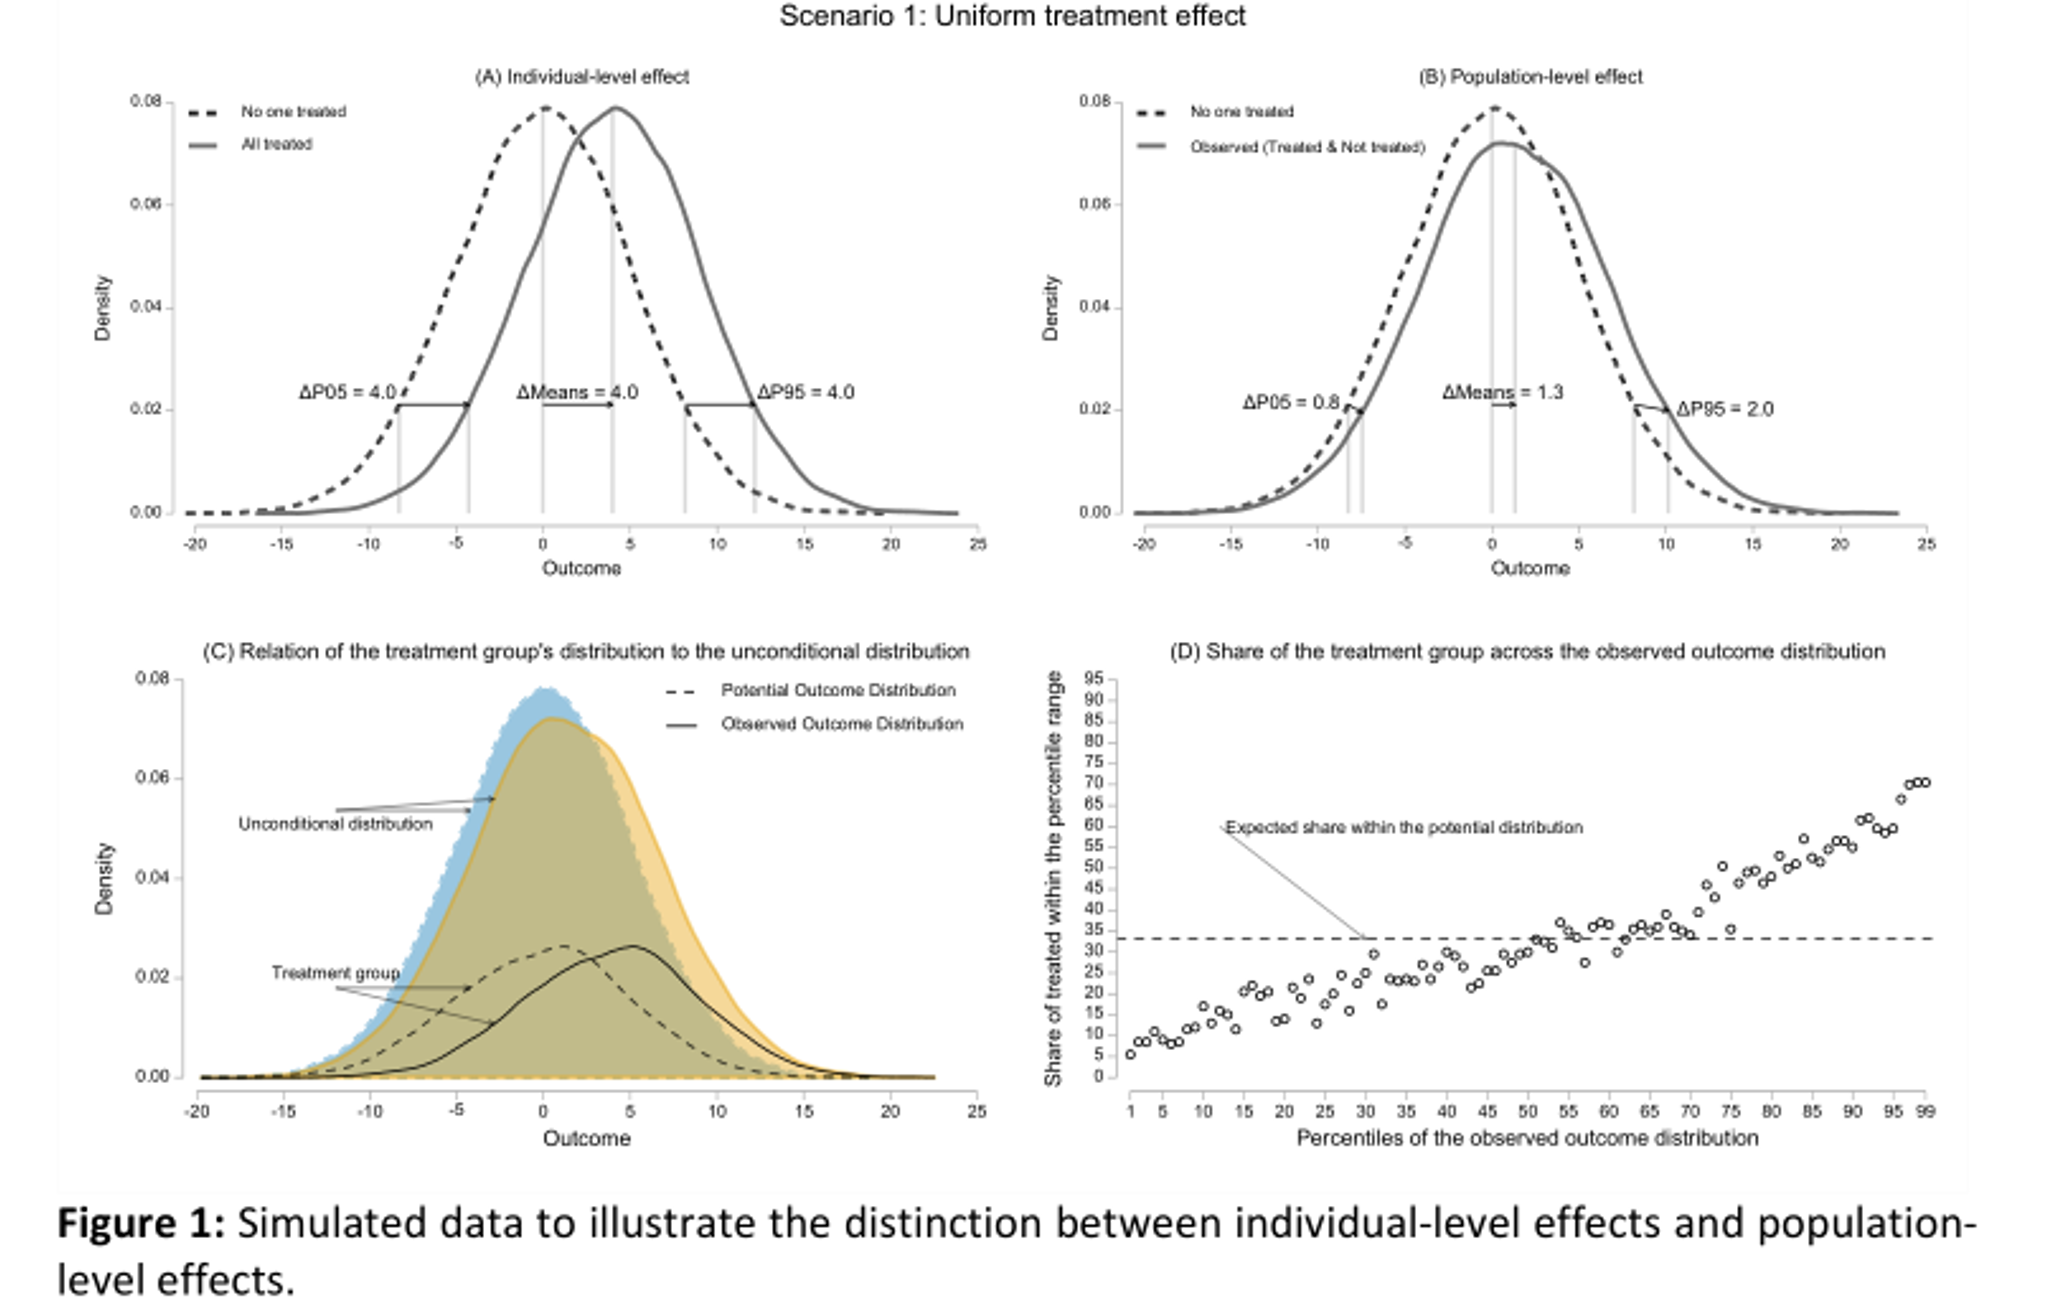 Scenario 1: Uniform treatment effect
(A) Individual-level effect
No one treated
All treated
0.08
0.06
0.04
0.02
0.00
Density
ΔP05 = 4.0
ΔMeans = 4.0
ΔP95 = 4.0
-20 -15 -10 -5 0 5 10 15 20 25
Outcome
(B) Population-level effect
No one treated
Observed (Treated & Not treated)
0.08
0.06
0.04
0.02
0.00
Density
ΔP05 = 0.8
ΔMeans = 1.3
ΔP95 = 2.0
-20 -15 -10 -5 0 5 10 15 20 25
Outcome
(C) Relation of the treatment group's distribution to the unconditional distribution
Potential Outcome Distribution
Observed Outcome Distribution
0.08
0.06
0.04
0.02
0.00
Density
Unconditional distribution
Treatment group
-20 -15 -10 -5 0 5 10 15 20 25
Outcome
(D) Share of the treatment group across the observed outcome distribution
Share of treated within the percentile range
95
90
85
80
75
70
65
60
55
50
45
40
35
30
25
20
15
10
5
0
Expected share within the potential distribution
1 5 10 15 20 25 30 35 40 45 50 55 60 65 70 75 80 85 90 95 99
Percentiles of the observed outcome distribution
Figure 1: Simulated data to illustrate the distinction between individual-level effects and population-
level effects.